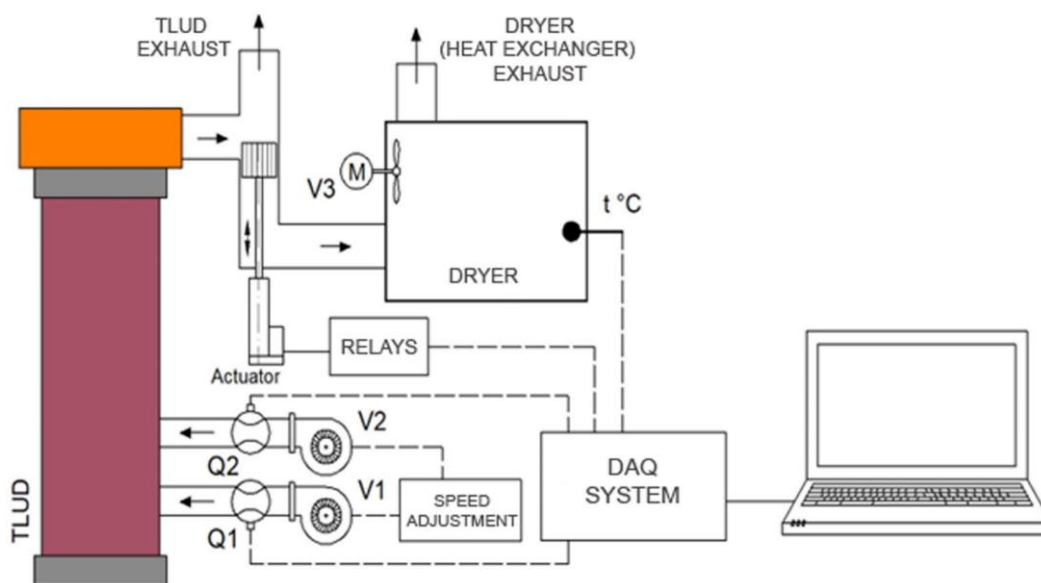 TLUD
EXHAUST
DRYER
(HEAT EXCHANGER)
EXHAUST
M
V3
t °C
DRYER
RELAYS
Actuator
V2
Q2
V1
Q1
SPEED
ADJUSTMENT
DAQ
SYSTEM
TLUD